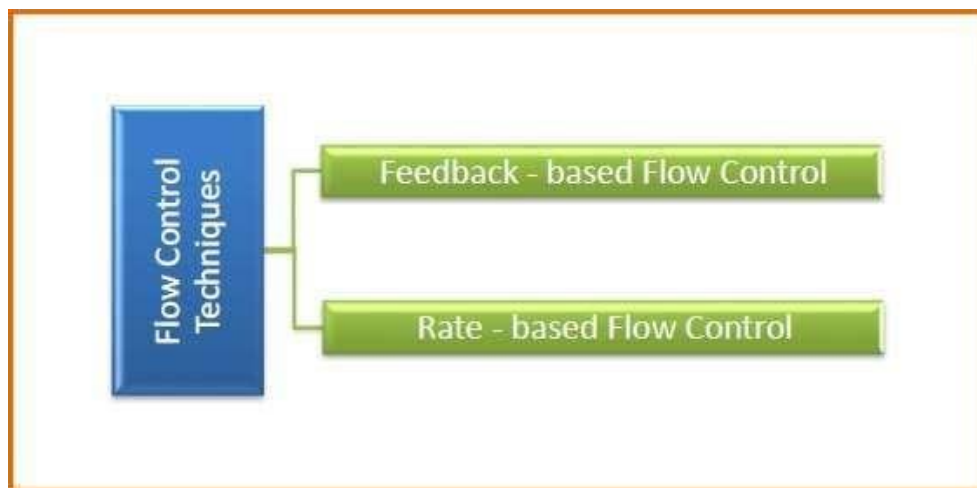 Flow Control
Techniques
Feedback - based Flow Control
Rate - based Flow Control